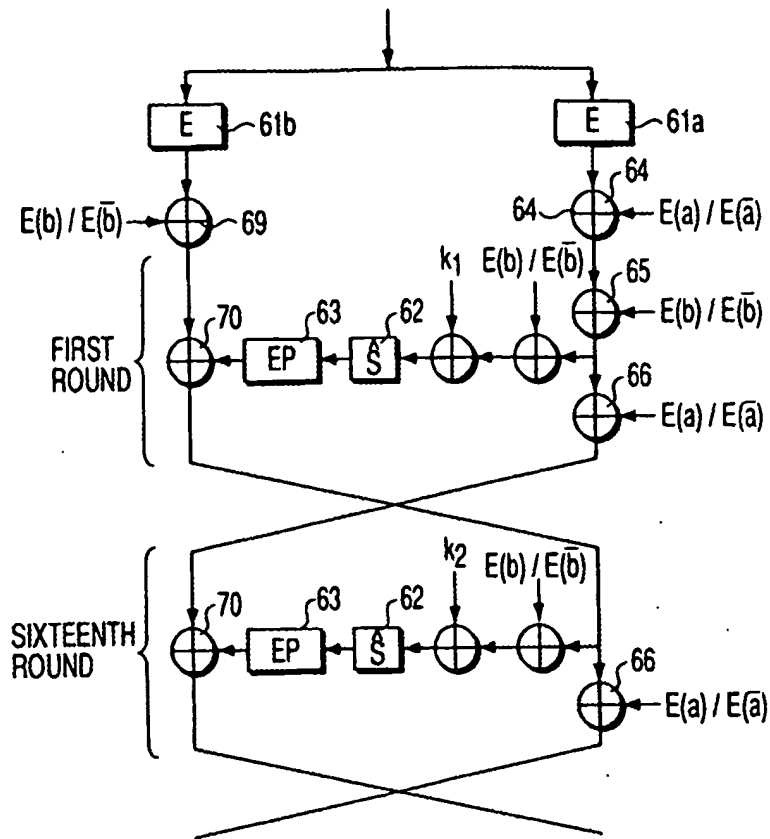 E 61b E 61a
64
E(b) / E(b̅) 69 64 E(a) / E(a̅)
k1 E(b) / E(b̅) 65
E(b) / E(b̅)
70 63 62
FIRST
ROUND
EP Ŝ
66
E(a) / E(a̅)
k2 E(b) / E(b̅)
70 63 62
SIXTEENTH
ROUND
EP Ŝ
66
E(a) / E(a̅)